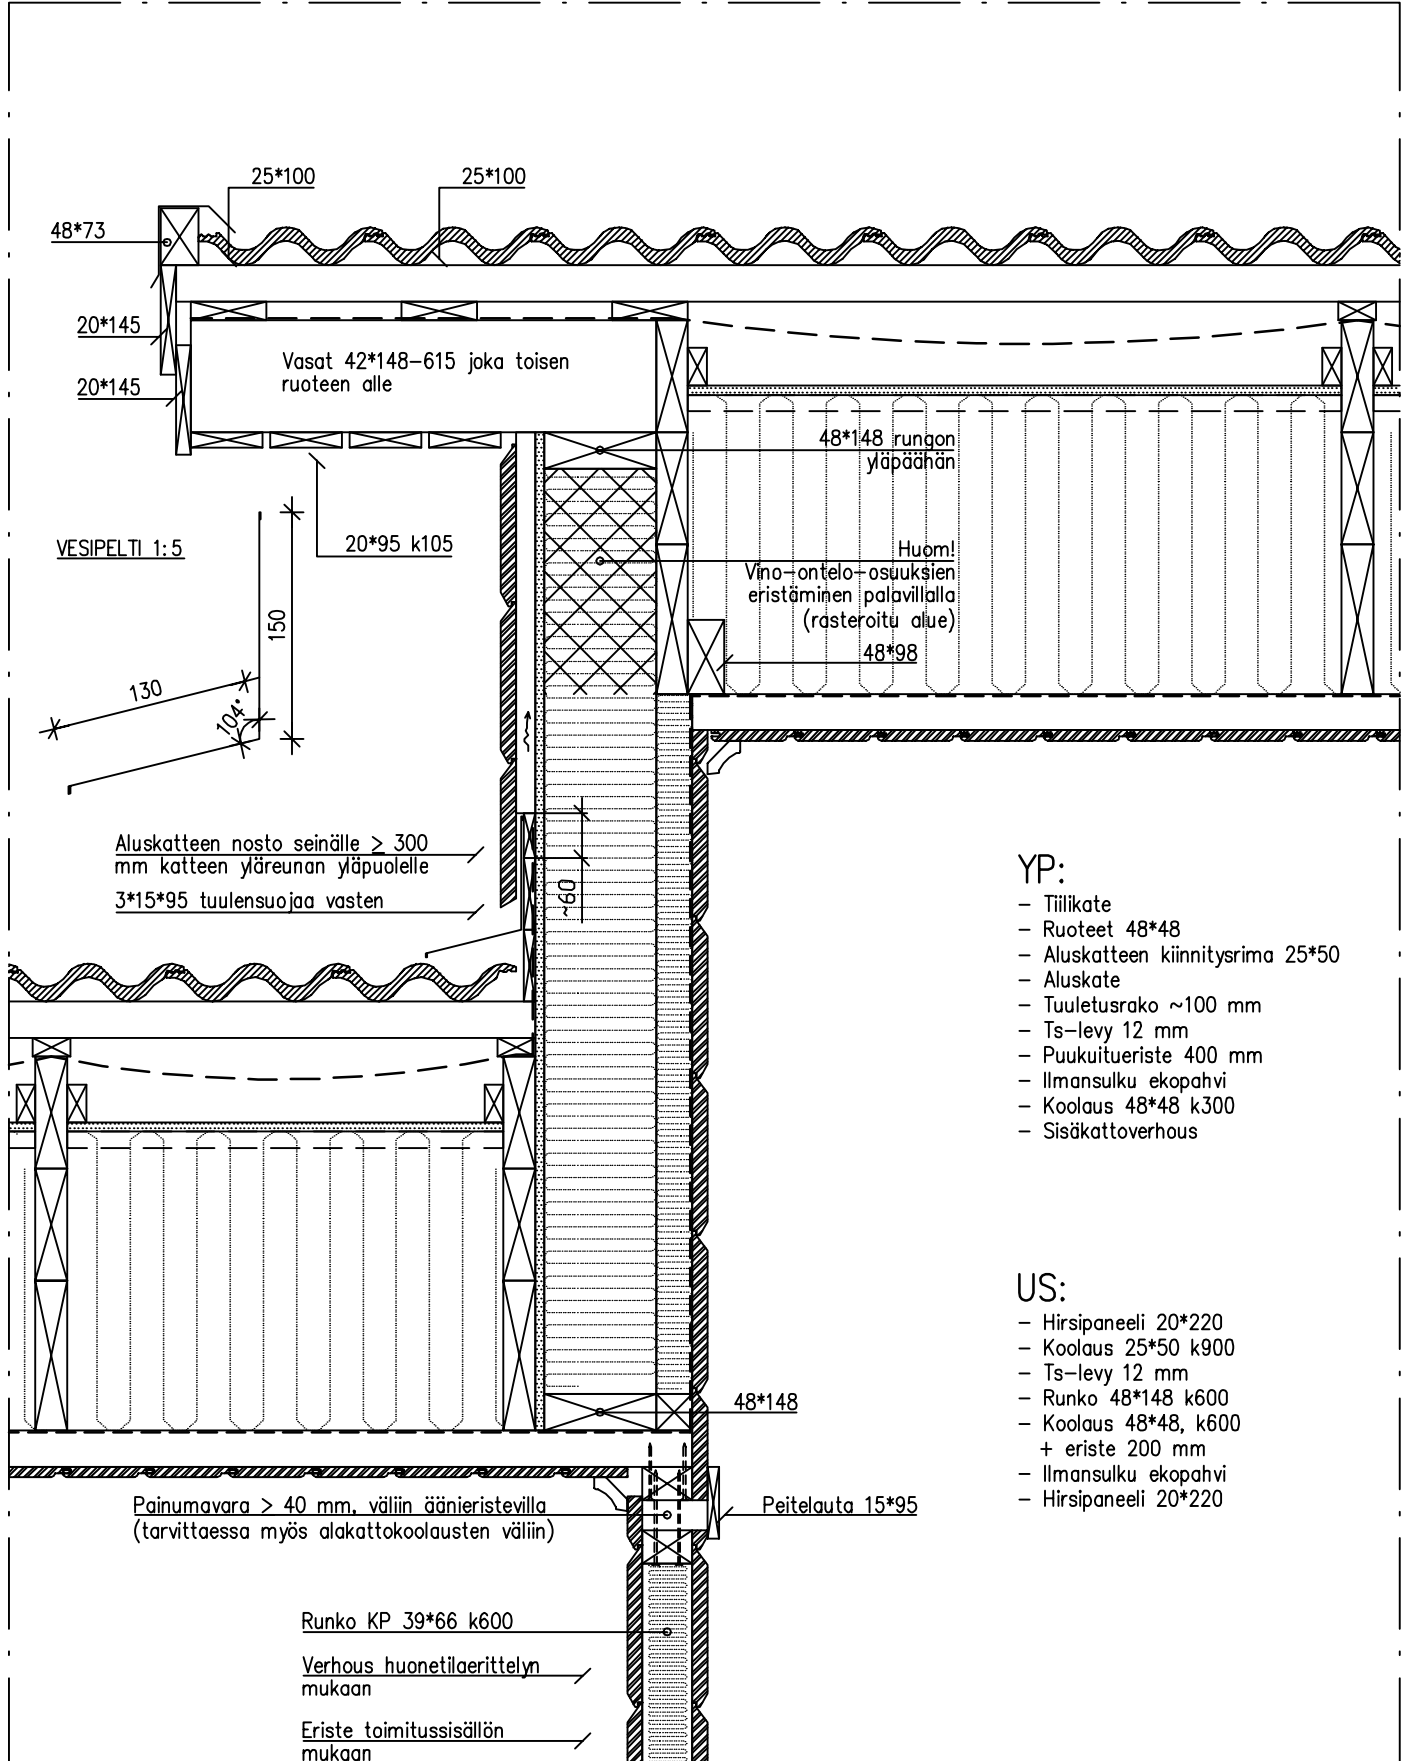 25*100
25*100
48*73
20*145
Vasat 42*148-615 joka toisen
ruoteen alle
20*145
48*148 rungon
yläpäähän
VESIPELTI 1:5
20*95 k105
Huom!
Vino-ontelo-osuuksien
eristäminen palavillalla
(rasteroitu alue)
150
48*98
130
104°
Aluskatteen nosto seinälle ≥ 300
mm katteen yläreunan yläpuolelle
3*15*95 tuulensuojaa vasten
~60
YP:
- Tiilikate
- Ruoteet 48*48
- Aluskatteen kiinnitysrima 25*50
- Aluskate
- Tuuletusrako ~100 mm
- Ts-levy 12 mm
- Puukuitueriste 400 mm
- Ilmansulku ekopahvi
- Koolaus 48*48 k300
- Sisäkattoverhous
US:
- Hirsipaneeli 20*220
- Koolaus 25*50 k900
- Ts-levy 12 mm
- Runko 48*148 k600
- Koolaus 48*48, k600
+ eriste 200 mm
- Ilmansulku ekopahvi
- Hirsipaneeli 20*220
48*148
Painumavara > 40 mm, väliin äänieristevilla
(tarvittaessa myös alakattokoolausten väliin)
Peitelauta 15*95
Runko KP 39*66 k600
Verhous huonetilaerittelyn
mukaan
Eriste toimitussisällön
mukaan